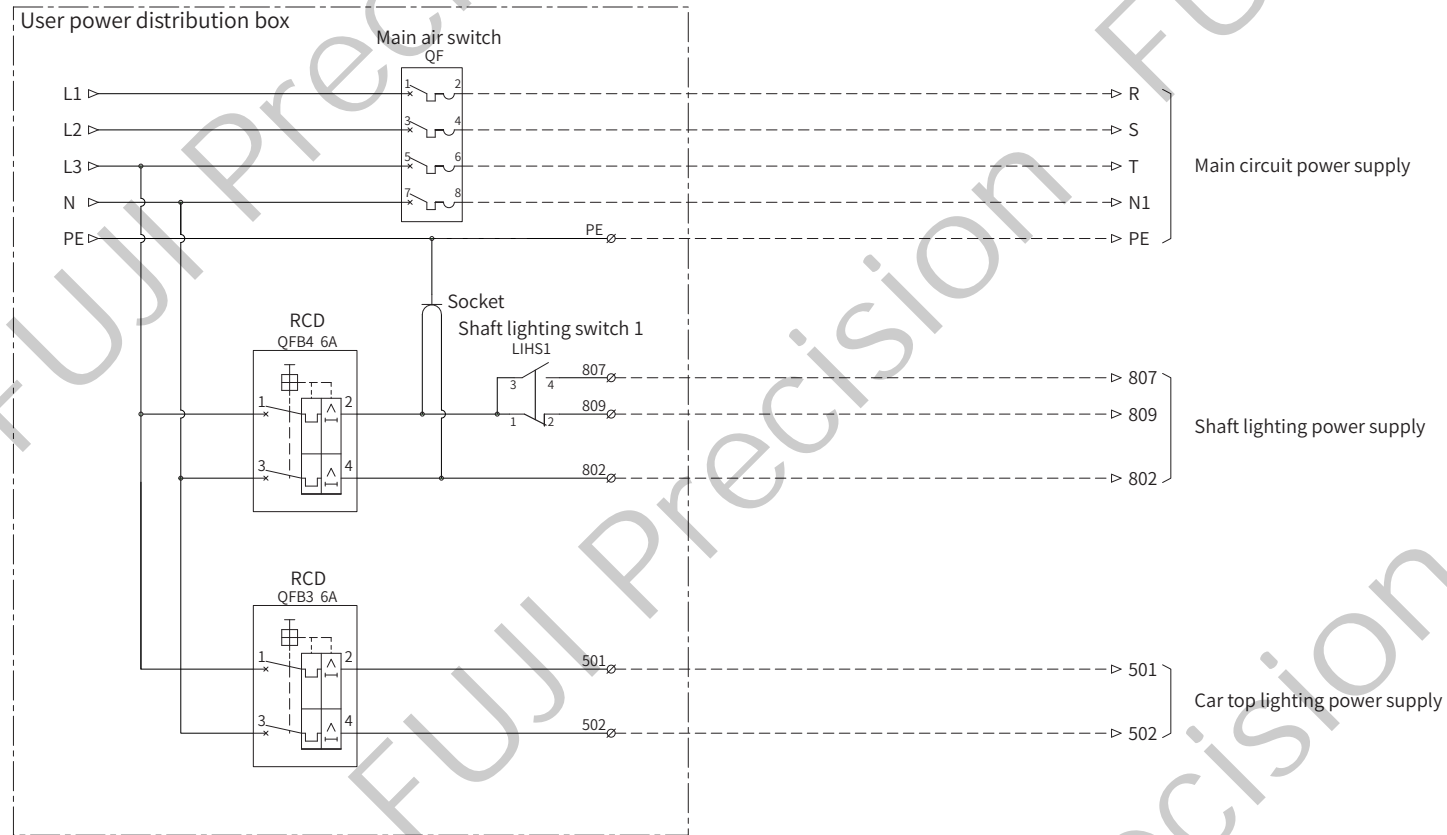 User power distribution box
Main air switch
QF
L1 1 2 R
L2 3 4 S
L3 5 6 T
Main circuit power supply
N 7 8 N1
PE PE PE
Socket
RCD
QFB4 6A
Shaft lighting switch 1
LIHS1
3 4 807 807
1 2 1 2 809 809
Shaft lighting power supply
3 4 802 802
RCD
QFB3 6A
1 2 501 501
Car top lighting power supply
3 4 502 502
FUJI Precision
FUJI Precision
FU
ecision